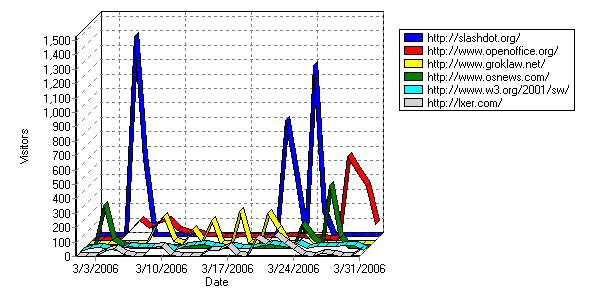 1,500
1,400
1,300
1,200
1,100
1,000
900
800
700
600
500
400
300
200
100
0
Visitors
3/3/2006 3/10/2006 3/17/2006 3/24/2006 3/31/2006
Date
http://slashdot.org/
http://www.openoffice.org/
http://www.groklaw.net/
http://www.osnews.com/
http://www.w3.org/2001/sw/
http://lxer.com/